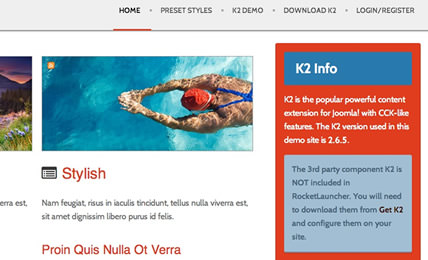 HOME • PRESET STYLES • K2 DEMO • DOWNLOAD K2 • LOGIN/REGISTER
K2 Info
K2 is the popular powerful content
extension for Joomla! with CCK-like
features. The K2 version used in this
demo site is 2.6.5.
The 3rd party component K2 is
NOT included in
RocketLauncher. You will need
to download them from Get K2
and configure them on your
site.
Stylish
erra est,
Nam feugiat, risus in iaculis tincidunt, tellus nulla viverra est,
sit amet dignissim libero purus id felis.
Proin Quis Nulla Ot Verra